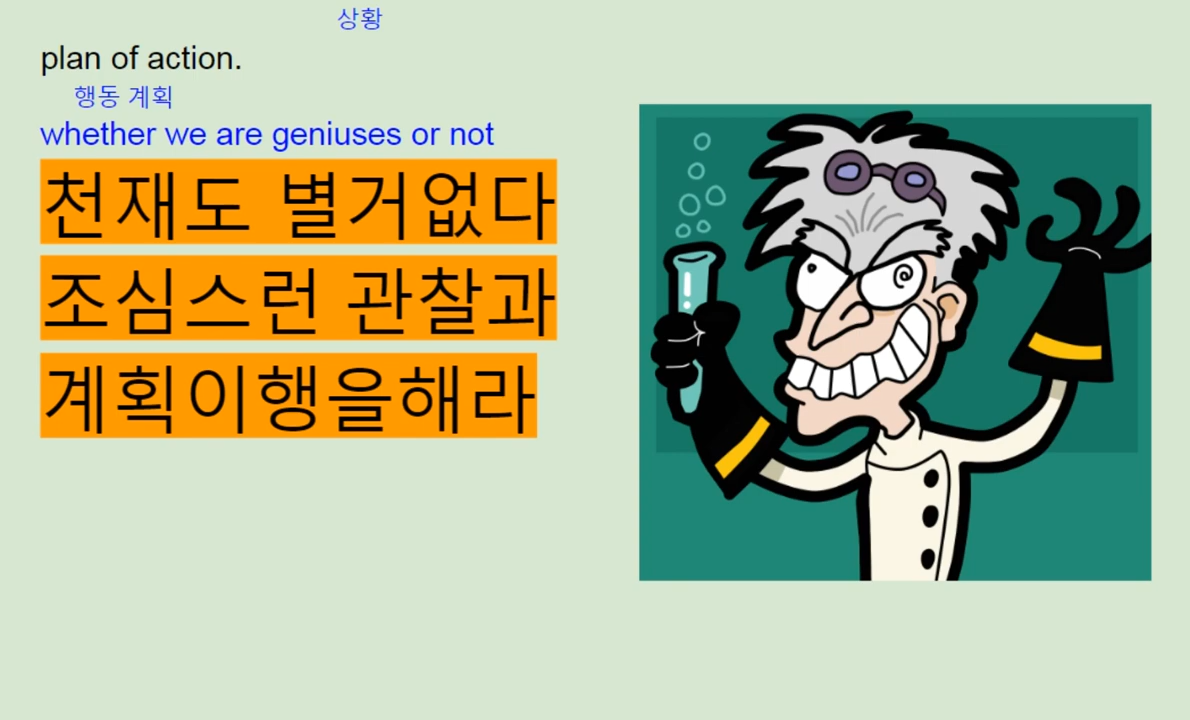 상황
plan of action.
행동 계획
whether we are geniuses or not
천재도 별거없다
조심스런 관찰과
계획이행을해라